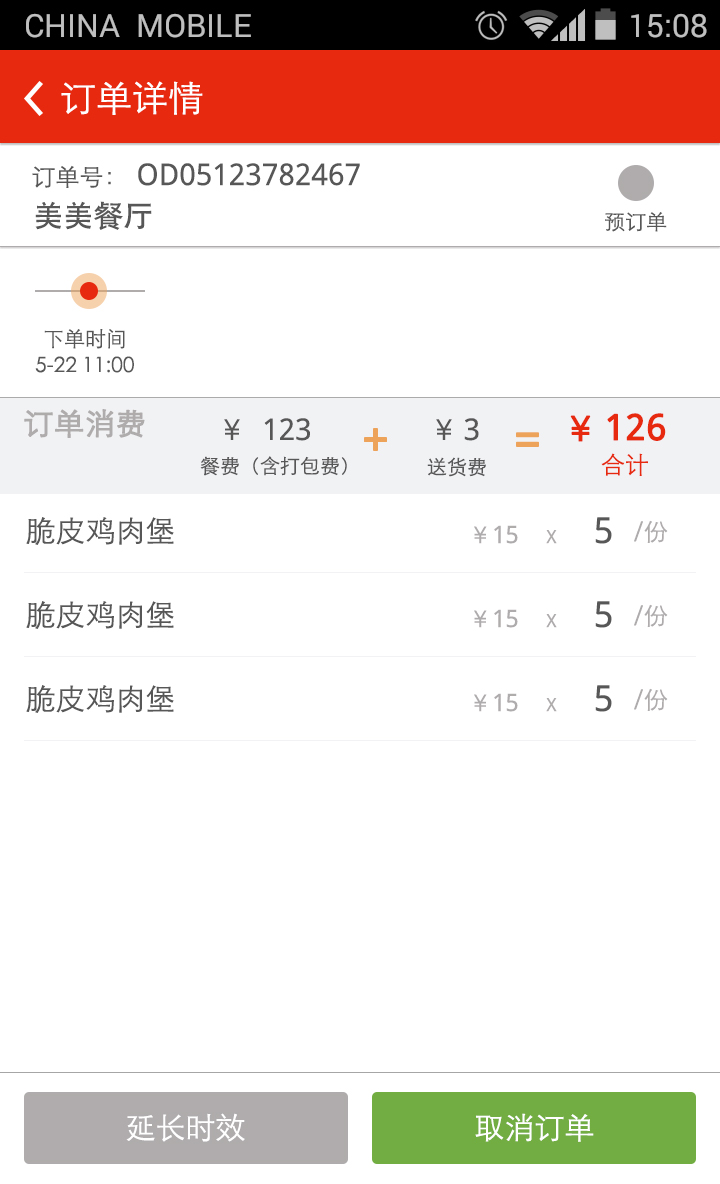 CHINA MOBILE 15:08
订单详情
订单号： OD05123782467
美美餐厅
预订单
下单时间
5-22 11:00
订单消费 ￥ 123 + ￥ 3 = ￥ 126
餐费（含打包费） 送货费 合计
脆皮鸡肉堡 ￥15 x 5 /份
脆皮鸡肉堡 ￥15 x 5 /份
脆皮鸡肉堡 ￥15 x 5 /份
延长时效 取消订单